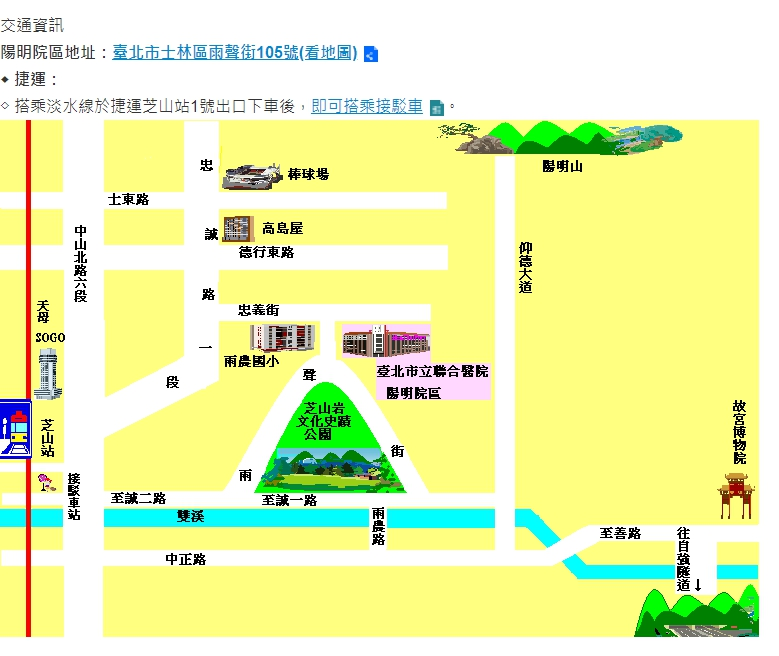 交通資訊
陽明院區地址：臺北市士林區雨聲街105號(看地圖)
◆ 捷運：
◇ 搭乘淡水線於捷運芝山站1號出口下車後，即可搭乘接駁車。
陽明山
忠誠路一段
棒球場
士東路
中山北路六段
高島屋
德行東路
仰德大道
天母
SOGO
忠義街
雨農國小
臺北市立聯合醫院
陽明院區
雨聲街
芝山岩
文化史蹟
公園
芝山站
故宮博物院
接駁車站
至誠二路
至誠一路
雙溪
雨農路
至善路
往自強隧道↓
中正路